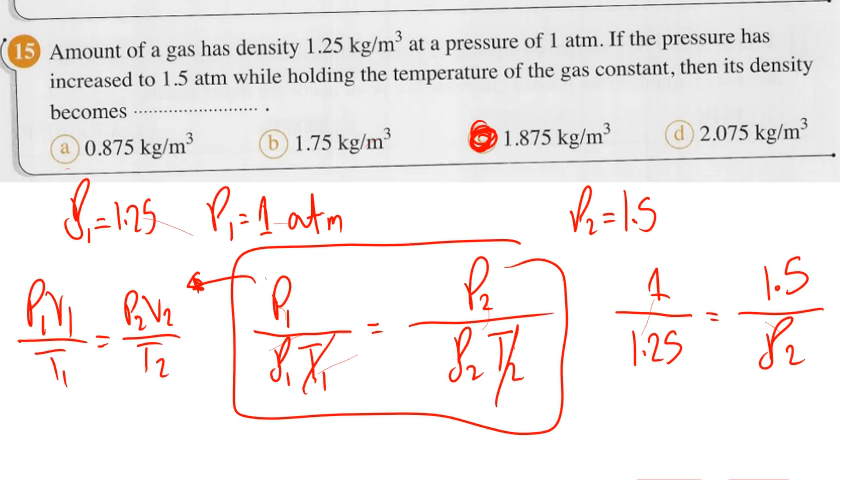 15 Amount of a gas has density 1.25 kg/m³ at a pressure of 1 atm. If the pressure has
increased to 1.5 atm while holding the temperature of the gas constant, then its density
becomes .......................... .
a 0.875 kg/m³ b 1.75 kg/m³ 1.875 kg/m³ d 2.075 kg/m³
ρ₁=1.25 P₁=1 atm P₂=1.5
P₁V₁/T₁ = P₂V₂/T₂ P₁/ρ₁T₁ = P₂/ρ₂T₂ 1/1.25 = 1.5/ρ₂